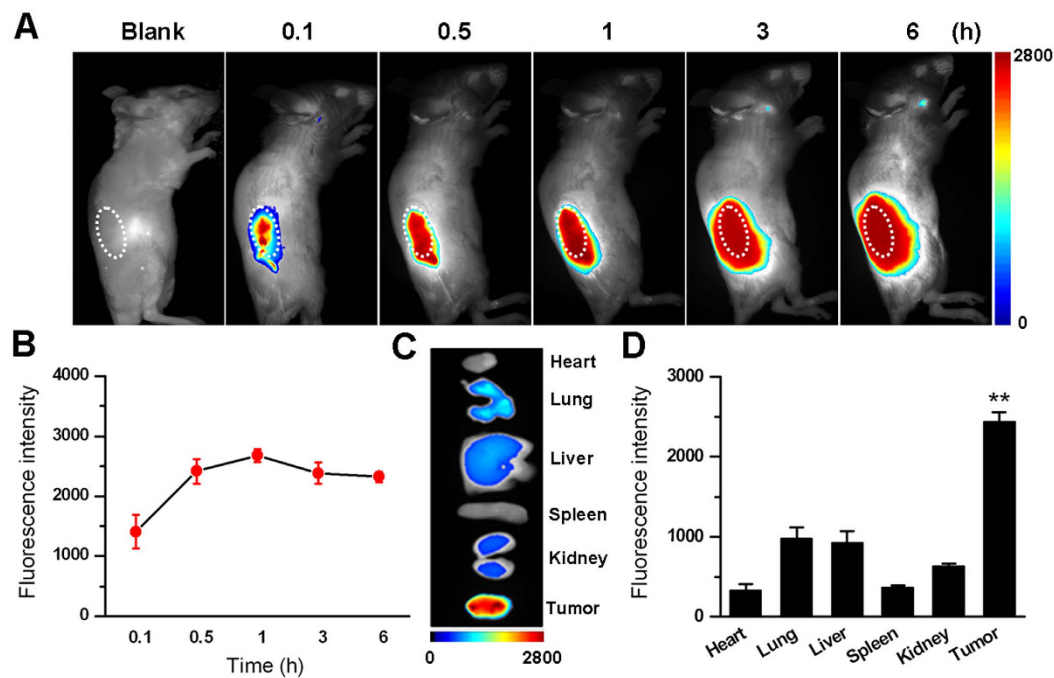 A Blank 0.1 0.5 1 3 6 (h)
2800
0
B
Fluorescence intensity
4000
3000
2000
1000
0
0.1 0.5 1 3 6
Time (h)
C
Heart
Lung
Liver
Spleen
Kidney
Tumor
0 2800
D
Fluorescence intensity
3000
2000
1000
0
**
Heart Lung Liver Spleen Kidney Tumor